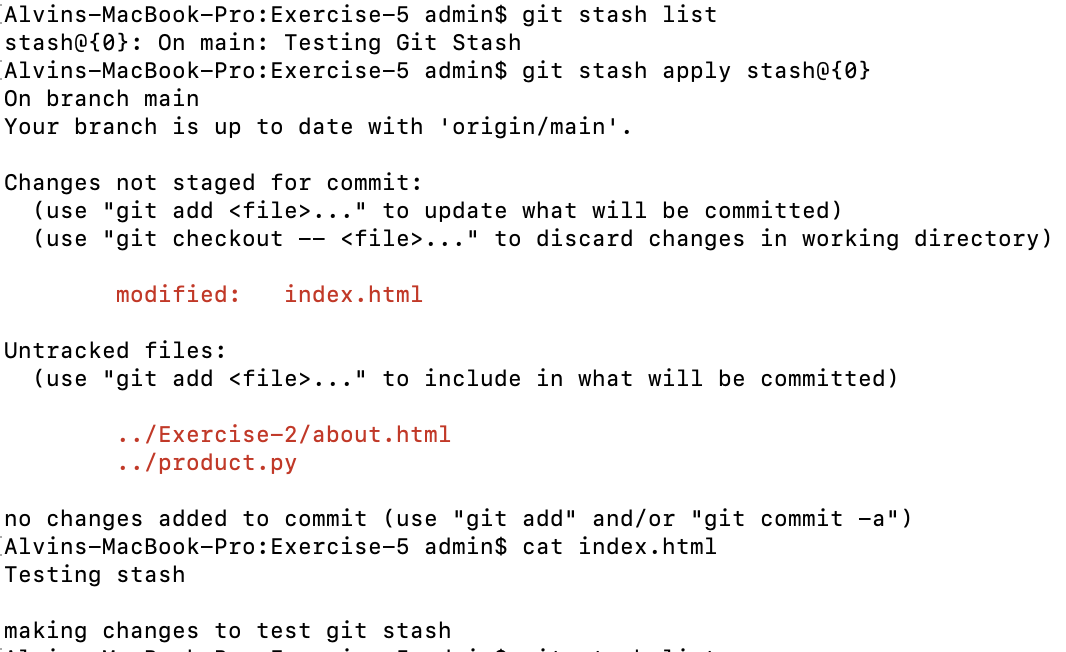 Alvins-MacBook-Pro:Exercise-5 admin$ git stash list
stash@{0}: On main: Testing Git Stash
Alvins-MacBook-Pro:Exercise-5 admin$ git stash apply stash@{0}
On branch main
Your branch is up to date with 'origin/main'.
Changes not staged for commit:
(use "git add <file>..." to update what will be committed)
(use "git checkout -- <file>..." to discard changes in working directory)
modified: index.html
Untracked files:
(use "git add <file>..." to include in what will be committed)
../Exercise-2/about.html
../product.py
no changes added to commit (use "git add" and/or "git commit -a")
Alvins-MacBook-Pro:Exercise-5 admin$ cat index.html
Testing stash
making changes to test git stash